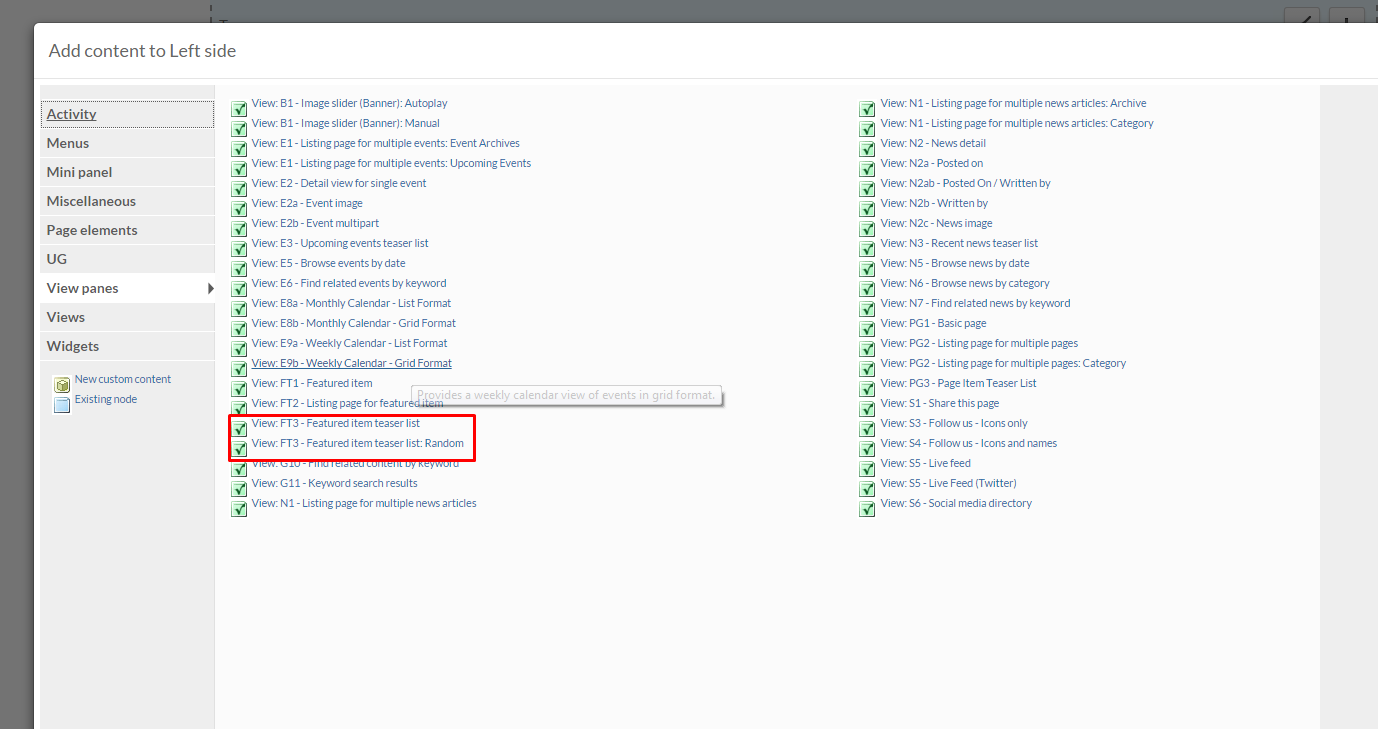 Add content to Left side
Activity
Menus
Mini panel
Miscellaneous
Page elements
UG
View panes
Views
Widgets
New custom content
Existing node
View: B1 - Image slider (Banner): Autoplay
View: B1 - Image slider (Banner): Manual
View: E1 - Listing page for multiple events: Event Archives
View: E1 - Listing page for multiple events: Upcoming Events
View: E2 - Detail view for single event
View: E2a - Event image
View: E2b - Event multipart
View: E3 - Upcoming events teaser list
View: E5 - Browse events by date
View: E6 - Find related events by keyword
View: E8a - Monthly Calendar - List Format
View: E8b - Monthly Calendar - Grid Format
View: E9a - Weekly Calendar - List Format
View: E9b - Weekly Calendar - Grid Format
View: FT1 - Featured item
Provides a weekly calendar view of events in grid format.
View: FT2 - Listing page for featured item
View: FT3 - Featured item teaser list
View: FT3 - Featured item teaser list: Random
View: G10 - Find related content by keyword
View: G11 - Keyword search results
View: N1 - Listing page for multiple news articles
View: N1 - Listing page for multiple news articles: Archive
View: N1 - Listing page for multiple news articles: Category
View: N2 - News detail
View: N2a - Posted on
View: N2ab - Posted On / Written by
View: N2b - Written by
View: N2c - News image
View: N3 - Recent news teaser list
View: N5 - Browse news by date
View: N6 - Browse news by category
View: N7 - Find related news by keyword
View: PG1 - Basic page
View: PG2 - Listing page for multiple pages
View: PG2 - Listing page for multiple pages: Category
View: PG3 - Page Item Teaser List
View: S1 - Share this page
View: S3 - Follow us - Icons only
View: S4 - Follow us - Icons and names
View: S5 - Live feed
View: S5 - Live Feed (Twitter)
View: S6 - Social media directory